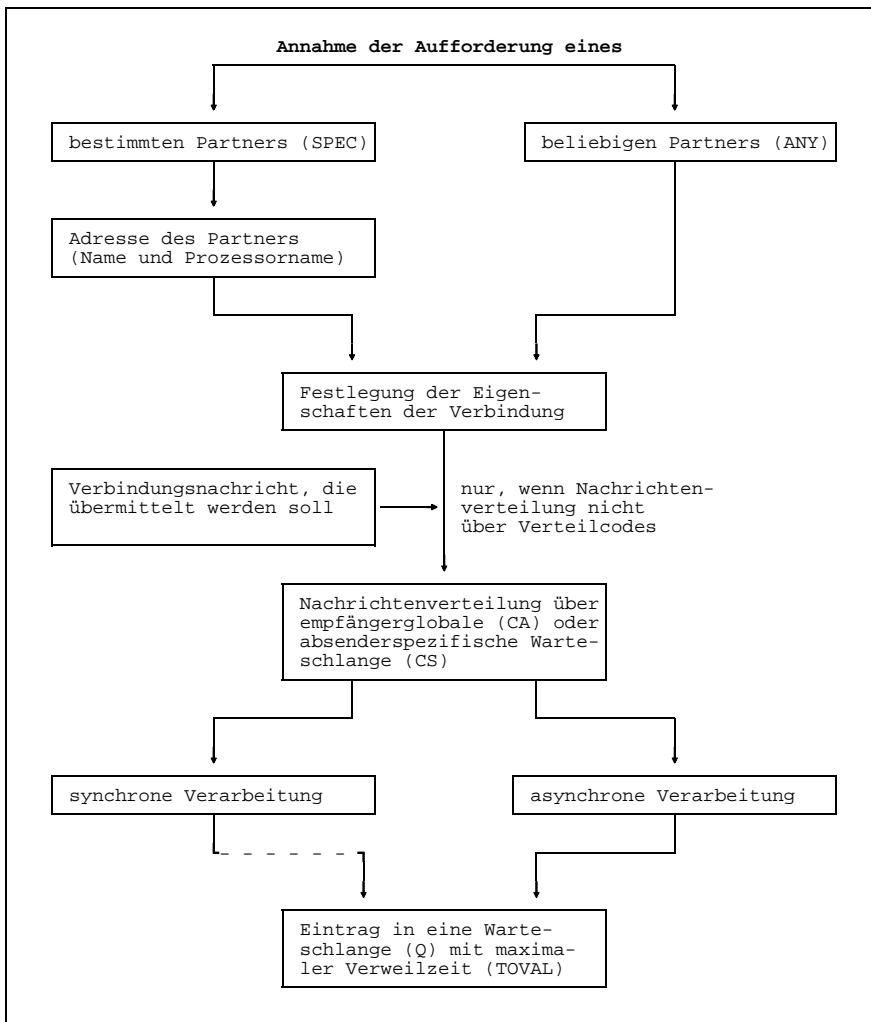 Annahme der Aufforderung eines
bestimmten Partners (SPEC)
beliebigen Partners (ANY)
Adresse des Partners
(Name und Prozessorname)
Festlegung der Eigen-
schaften der Verbindung
Verbindungsnachricht, die
übermittelt werden soll
nur, wenn Nachrichten-
verteilung nicht
über Verteilcodes
Nachrichtenverteilung über
empfängerglobale (CA) oder
absenderspezifische Warte-
schlange (CS)
synchrone Verarbeitung
asynchrone Verarbeitung
Eintrag in eine Warte-
schlange (Q) mit maxima-
ler Verweilzeit (TOVAL)